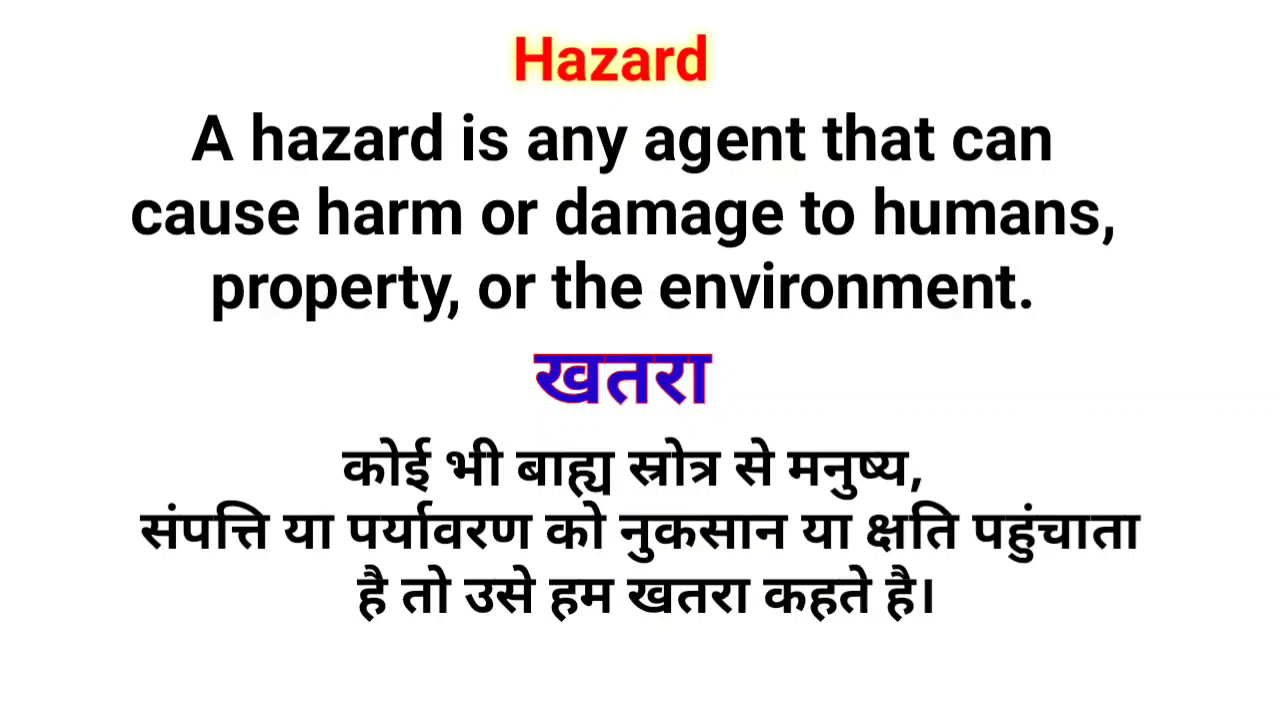 Hazard
A hazard is any agent that can
cause harm or damage to humans,
property, or the environment.
खतरा
कोई भी बाह्य स्रोत्र से मनुष्य,
संपत्ति या पर्यावरण को नुकसान या क्षति पहुंचाता
है तो उसे हम खतरा कहते है।